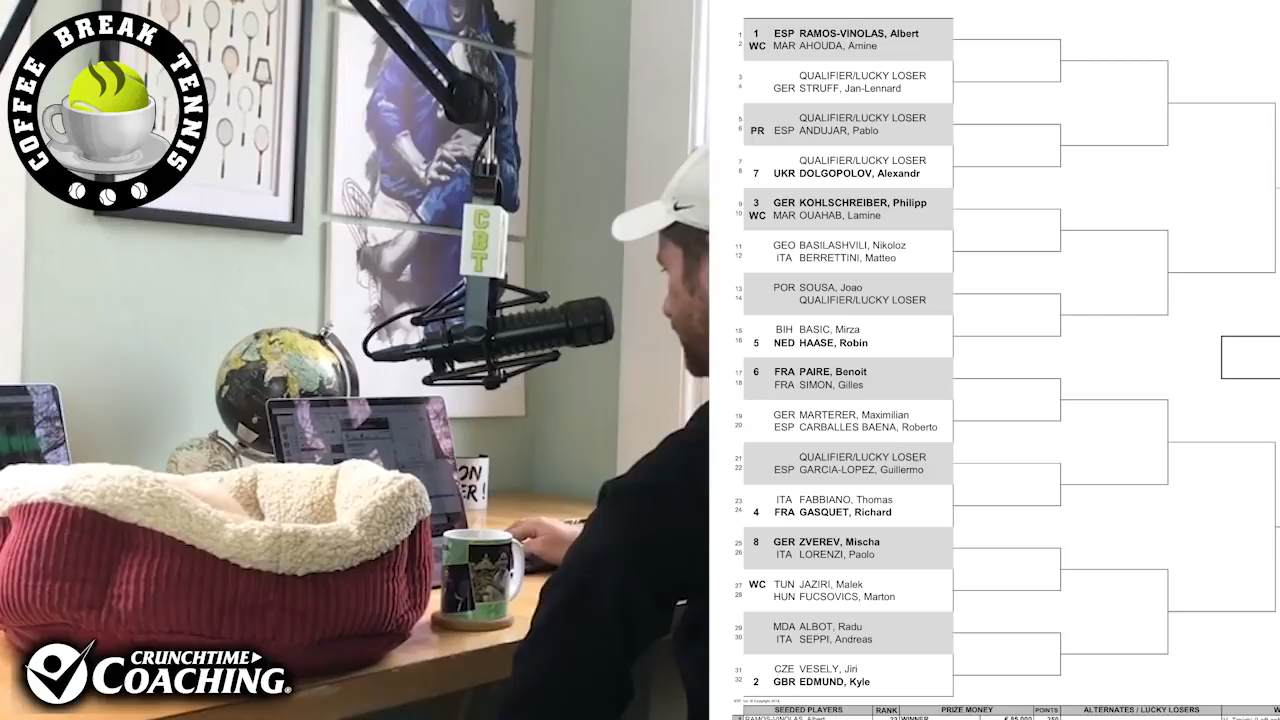 COFFEE BREAK TENNIS
CBT
CRUNCHTIME
COACHING.
1 1 ESP RAMOS-VINOLAS, Albert
2 WC MAR AHOUDA, Amine
3 QUALIFIER/LUCKY LOSER
4 GER STRUFF, Jan-Lennard
5 QUALIFIER/LUCKY LOSER
6 PR ESP ANDUJAR, Pablo
7 QUALIFIER/LUCKY LOSER
8 7 UKR DOLGOPOLOV, Alexandr
9 3 GER KOHLSCHREIBER, Philipp
10 WC MAR OUAHAB, Lamine
11 GEO BASILASHVILI, Nikoloz
12 ITA BERRETTINI, Matteo
13 POR SOUSA, Joao
14 QUALIFIER/LUCKY LOSER
15 BIH BASIC, Mirza
16 5 NED HAASE, Robin
17 6 FRA PAIRE, Benoit
18 FRA SIMON, Gilles
19 GER MARTERER, Maximilian
20 ESP CARBALLES BAENA, Roberto
21 QUALIFIER/LUCKY LOSER
22 ESP GARCIA-LOPEZ, Guillermo
23 ITA FABBIANO, Thomas
24 4 FRA GASQUET, Richard
25 8 GER ZVEREV, Mischa
26 ITA LORENZI, Paolo
27 WC TUN JAZIRI, Malek
28 HUN FUCSOVICS, Marton
29 MDA ALBOT, Radu
30 ITA SEPPI, Andreas
31 CZE VESELY, Jiri
32 2 GBR EDMUND, Kyle
SEEDED PLAYERS RANK PRIZE MONEY POINTS ALTERNATES / LUCKY LOSERS W